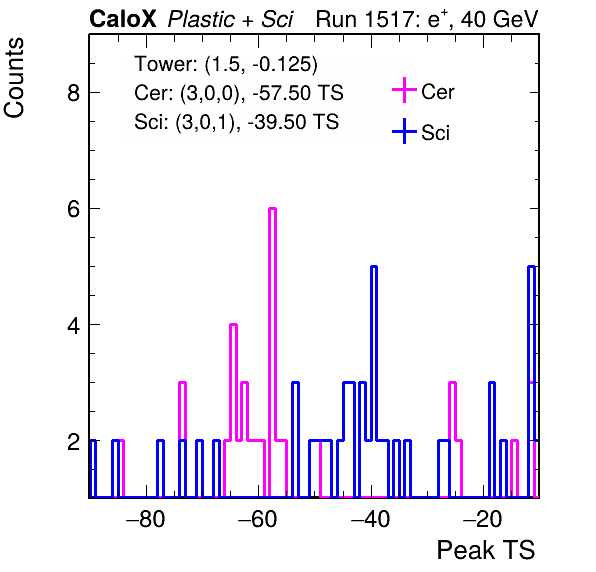 CaloX Plastic + Sci Run 1517: e⁺, 40 GeV
Tower: (1.5, -0.125)
Cer: (3,0,0), -57.50 TS
Sci: (3,0,1), -39.50 TS
Cer
Sci
Counts
8
6
4
2
−80 −60 −40 −20
Peak TS